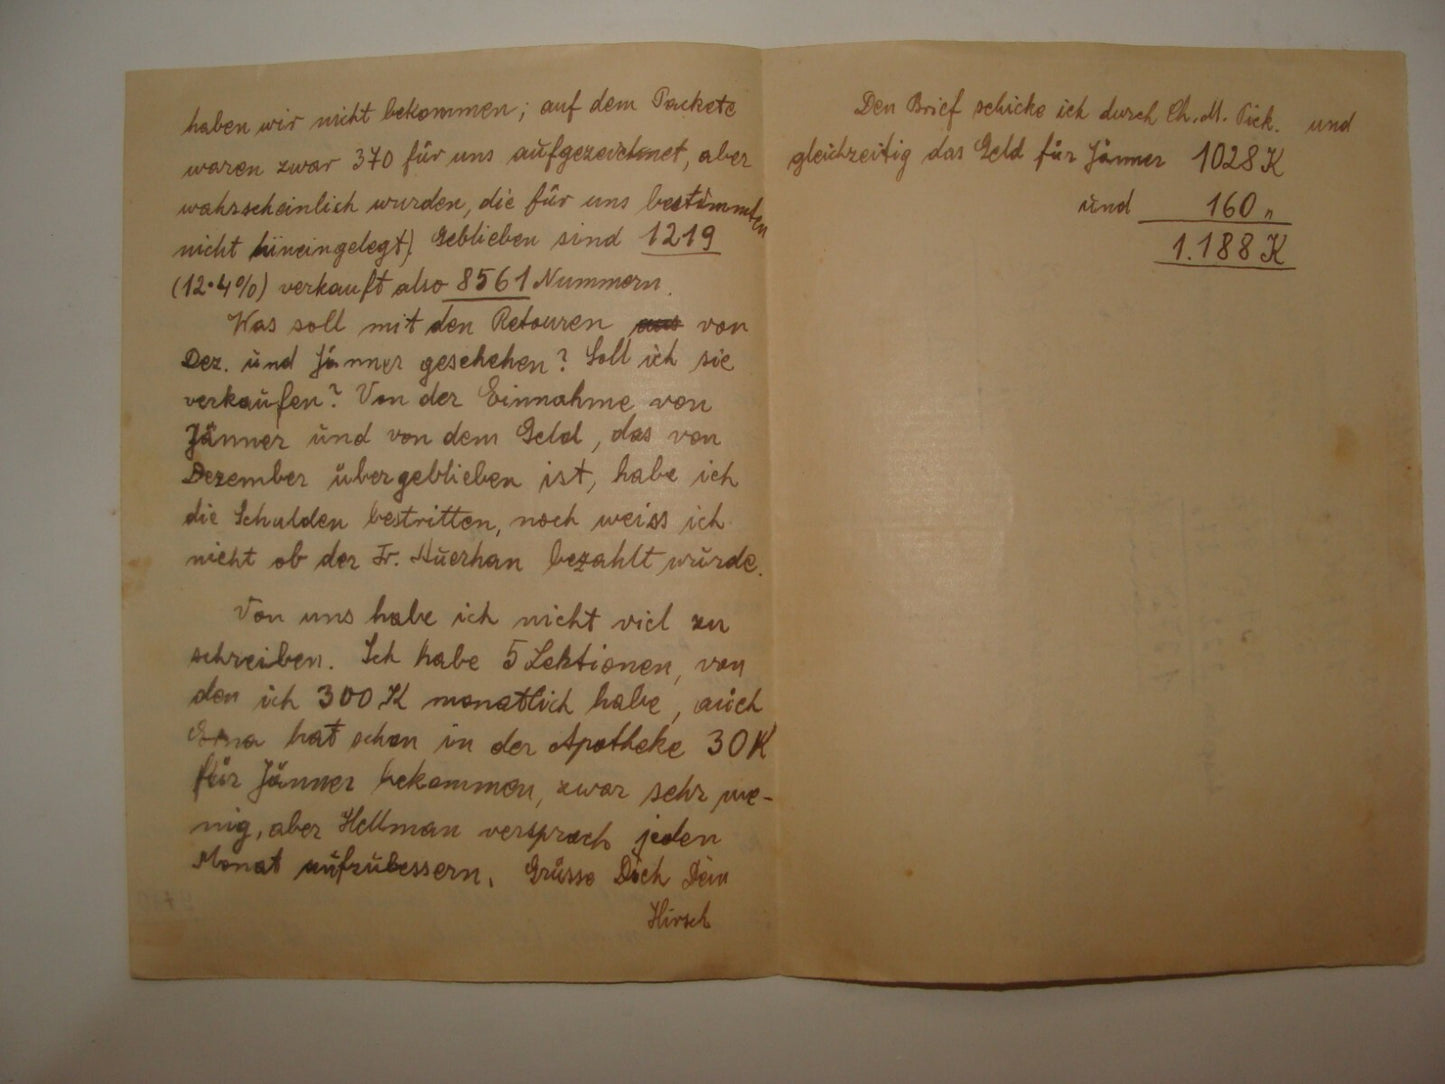 haben wir nicht bekommen; auf dem Packete
waren zwar 370 für uns aufgezeichnet, aber
wahrscheinlich wurden, die für uns bestimmten
nicht hineingelegt). Geblieben sind 1219
(12·4%) verkauft also 8561 Nummern.
Was soll mit den Retouren von
Dez. und Jänner geschehen? Soll ich sie
verkaufen? Von der Einnahme von
Jänner und von dem Geld, das von
Dezember übergeblieben ist, habe ich
die Schulden bestritten, noch weiss ich
nicht ob der Fr. Auerhan bezahlt wurde.
Von uns habe ich nicht viel zu
schreiben. Ich habe 5 Lektionen, von
den ich 300 K monatlich habe, auch
Erna hat schon in der Apotheke 30 K
für Jänner bekommen, zwar sehr we-
nig, aber Hellman versprach jeden
Monat aufzubessern. Grüsse Dich Dein
Hirsch
Den Brief schicke ich durch Ch. M. Pick. und
gleichzeitig das Geld für Jänner 1028 K
und 160 "
1.188 K